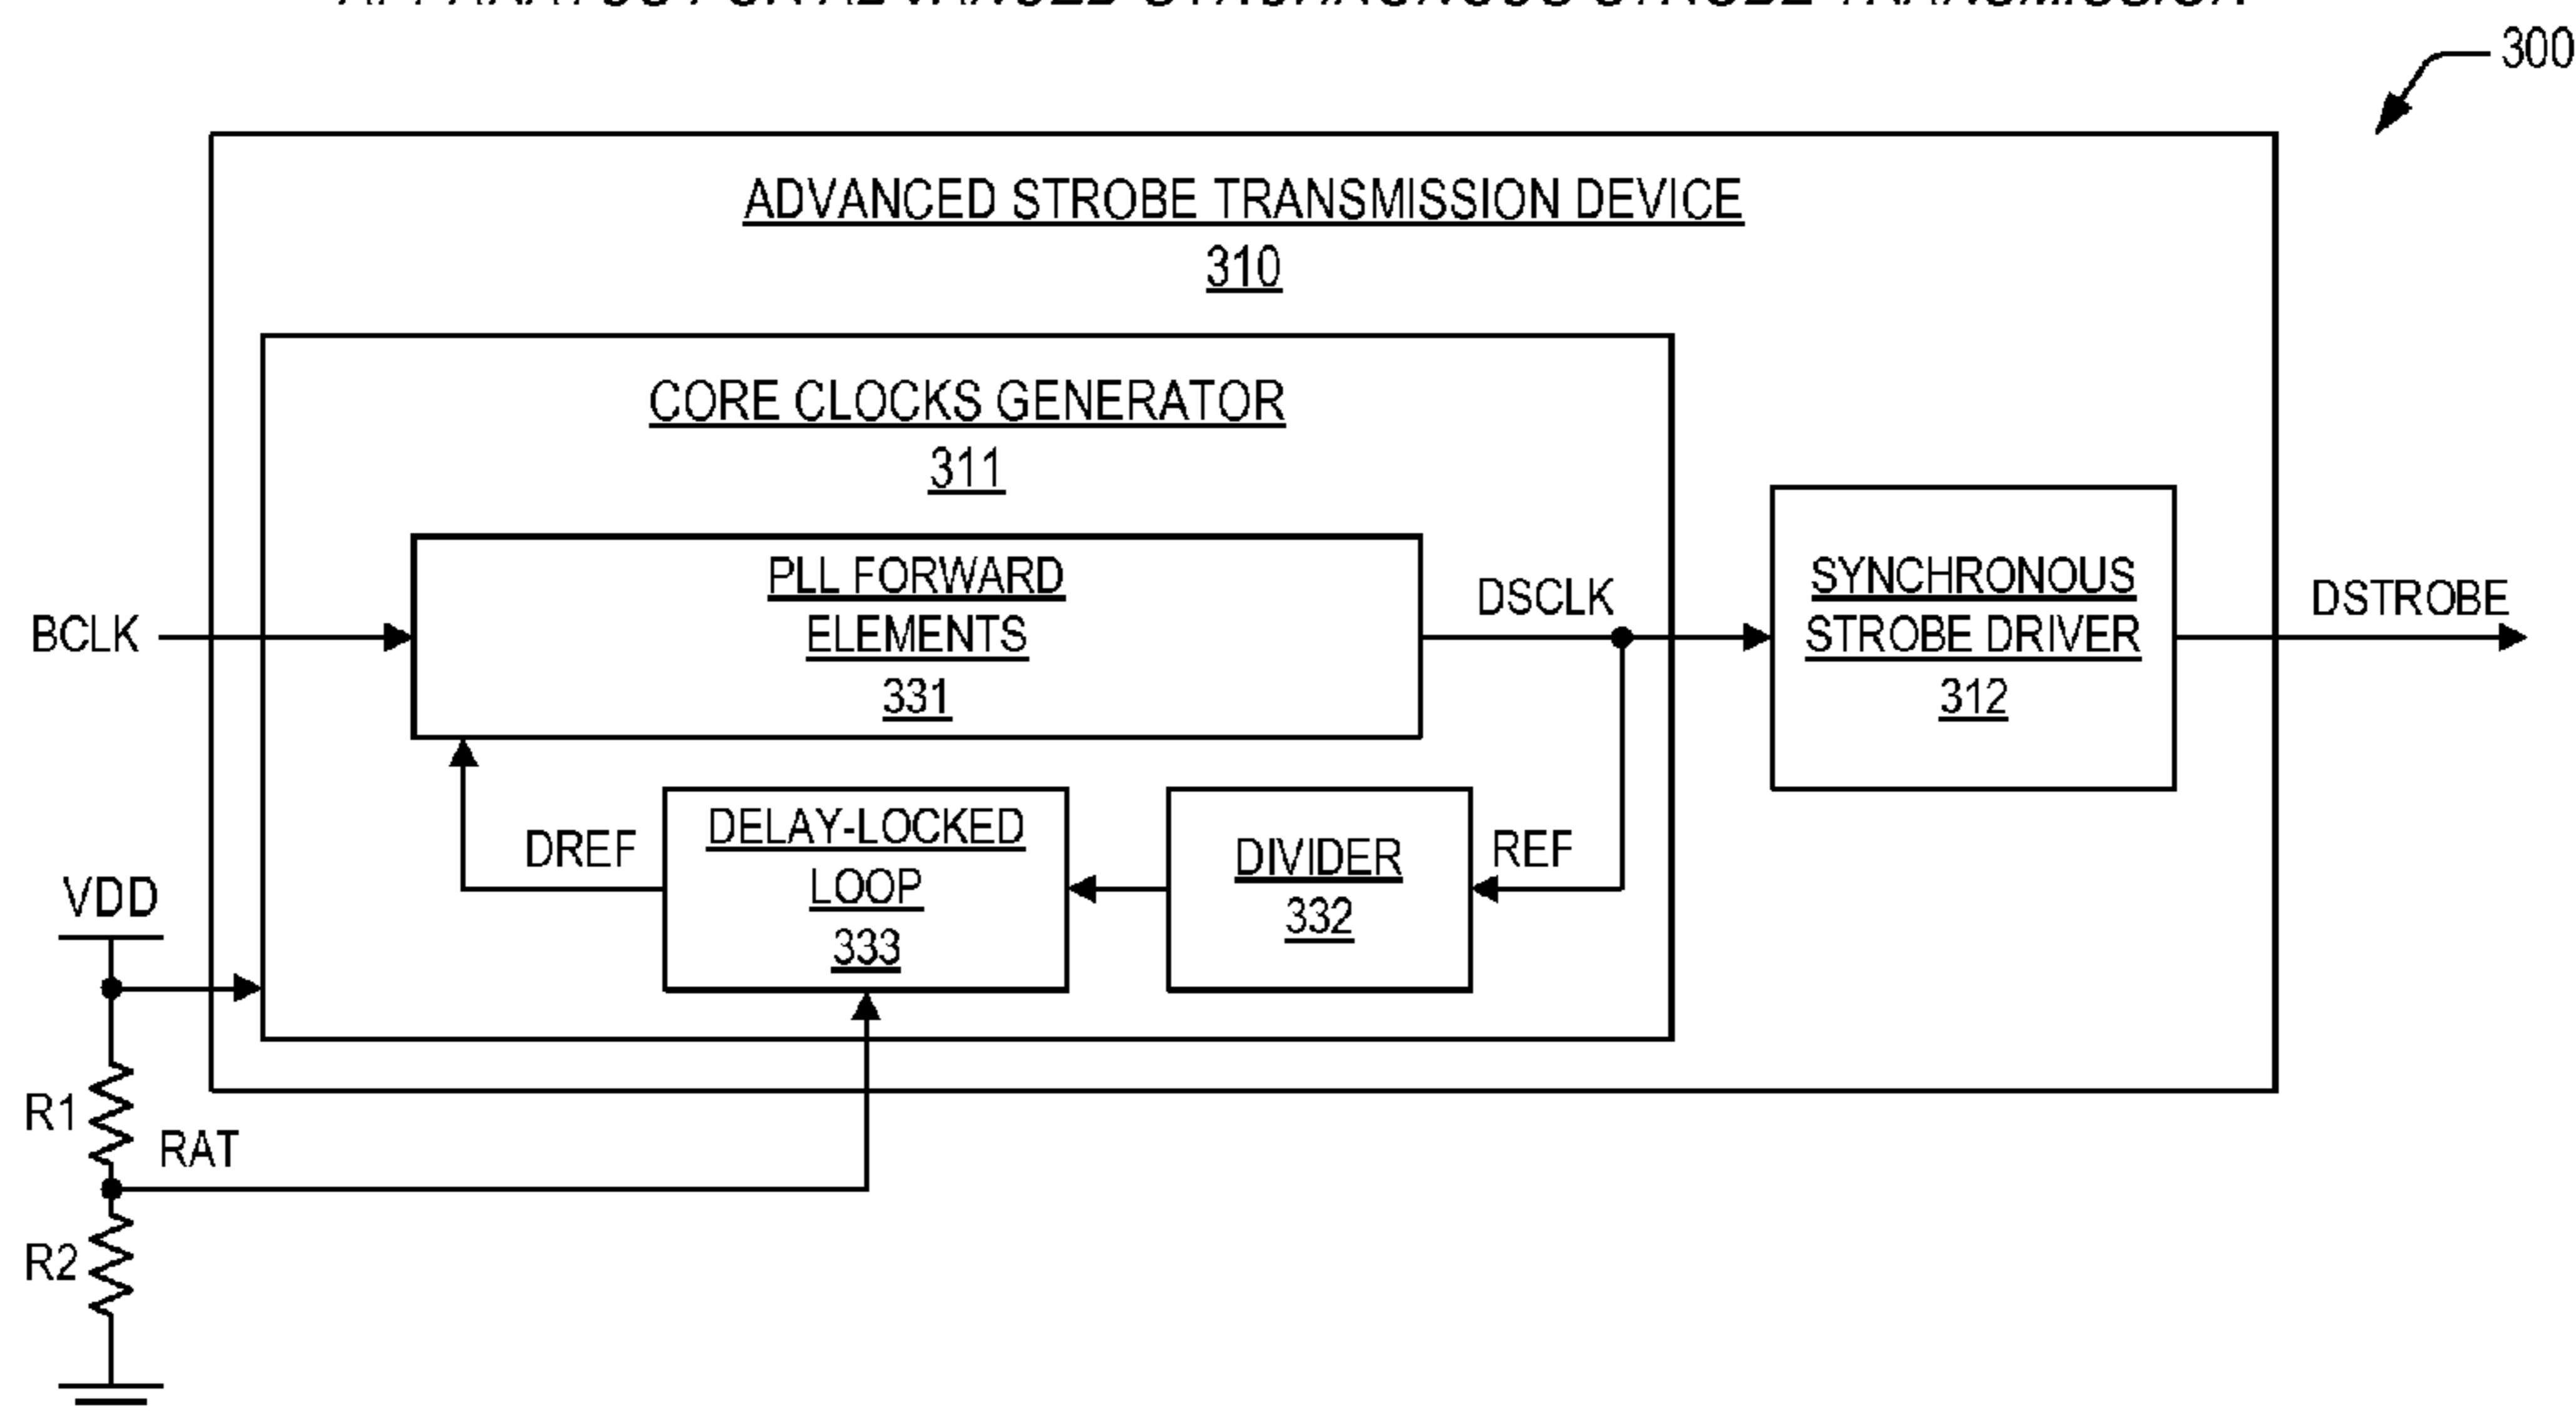 300
ADVANCED STROBE TRANSMISSION DEVICE
310
CORE CLOCKS GENERATOR
311
PLL FORWARD
ELEMENTS
331
BCLK
DSCLK
SYNCHRONOUS
STROBE DRIVER
312
DSTROBE
DREF
DELAY-LOCKED
LOOP
333
DIVIDER
332
REF
VDD
R1
RAT
R2